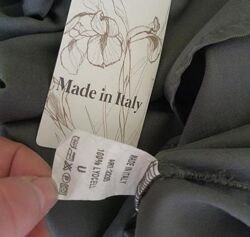 Made in Italy
MADE IN ITALY
100% LYOCELL
U